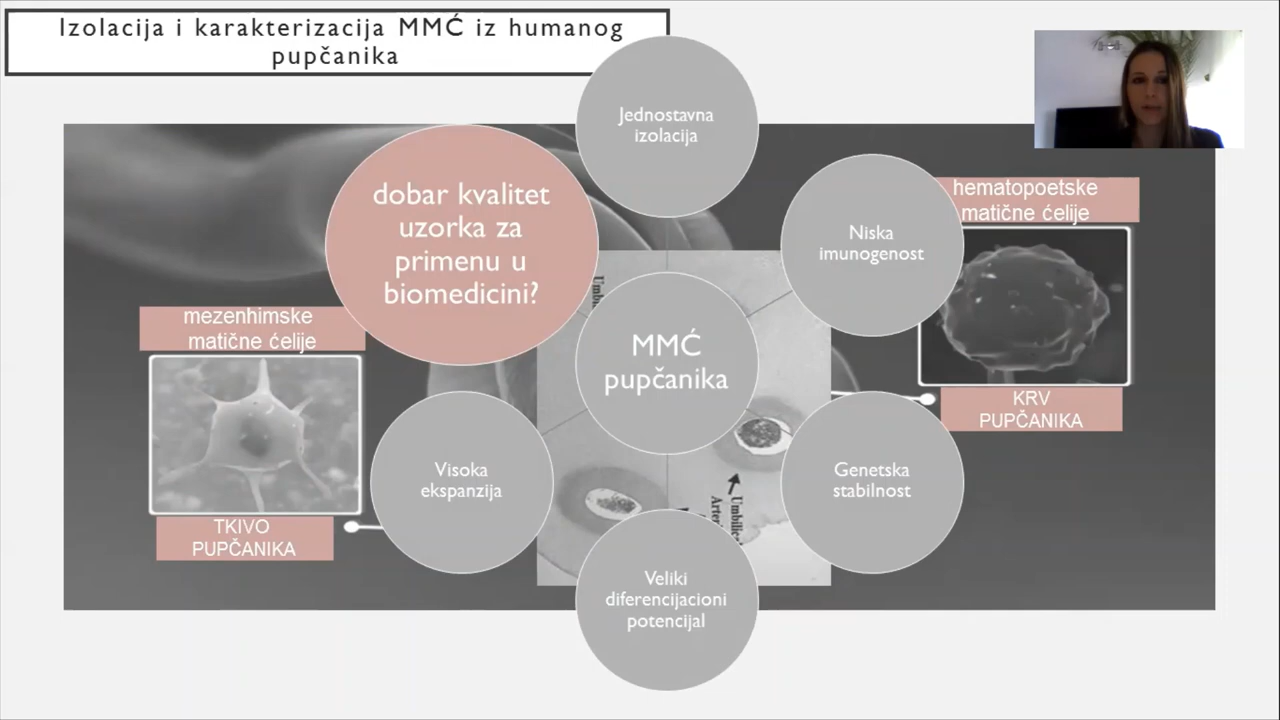 Izolacija i karakterizacija MMĆ iz humanog
pupčanika
Jednostavna
izolacija
dobar kvalitet
uzorka za
primenu u
biomedicini?
Niska
imunogenost
hematopoetske
matične ćelije
mezenhimske
matične ćelije
MMĆ
pupčanika
KRV
PUPČANIKA
Visoka
ekspanzija
Genetska
stabilnost
TKIVO
PUPČANIKA
Veliki
diferencijacioni
potencijal